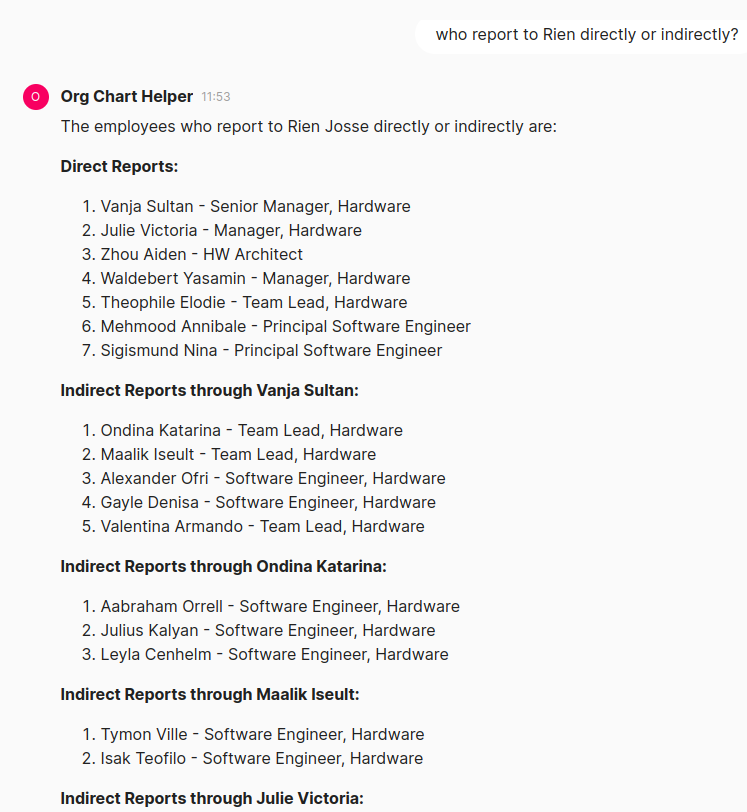 who report to Rien directly or indirectly?
O
Org Chart Helper 11:53
The employees who report to Rien Josse directly or indirectly are:
Direct Reports:
1. Vanja Sultan - Senior Manager, Hardware
2. Julie Victoria - Manager, Hardware
3. Zhou Aiden - HW Architect
4. Waldebert Yasamin - Manager, Hardware
5. Theophile Elodie - Team Lead, Hardware
6. Mehmood Annibale - Principal Software Engineer
7. Sigismund Nina - Principal Software Engineer
Indirect Reports through Vanja Sultan:
1. Ondina Katarina - Team Lead, Hardware
2. Maalik Iseult - Team Lead, Hardware
3. Alexander Ofri - Software Engineer, Hardware
4. Gayle Denisa - Software Engineer, Hardware
5. Valentina Armando - Team Lead, Hardware
Indirect Reports through Ondina Katarina:
1. Aabraham Orrell - Software Engineer, Hardware
2. Julius Kalyan - Software Engineer, Hardware
3. Leyla Cenhelm - Software Engineer, Hardware
Indirect Reports through Maalik Iseult:
1. Tymon Ville - Software Engineer, Hardware
2. Isak Teofilo - Software Engineer, Hardware
Indirect Reports through Julie Victoria: